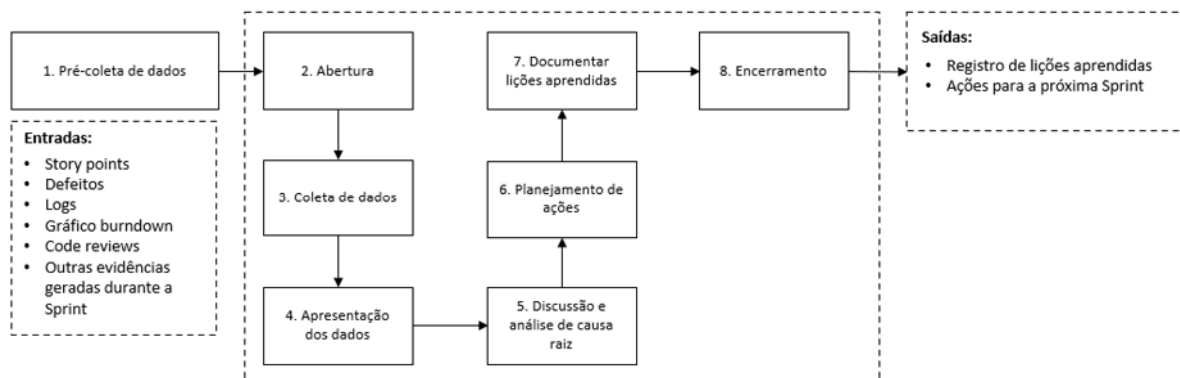 1. Pré-coleta de dados
Entradas:
• Story points
• Defeitos
• Logs
• Gráfico burndown
• Code reviews
• Outras evidências
geradas durante a
Sprint
2. Abertura
3. Coleta de dados
4. Apresentação
dos dados
5. Discussão e
análise de causa
raiz
6. Planejamento de
ações
7. Documentar
lições aprendidas
8. Encerramento
Saídas:
• Registro de lições aprendidas
• Ações para a próxima Sprint